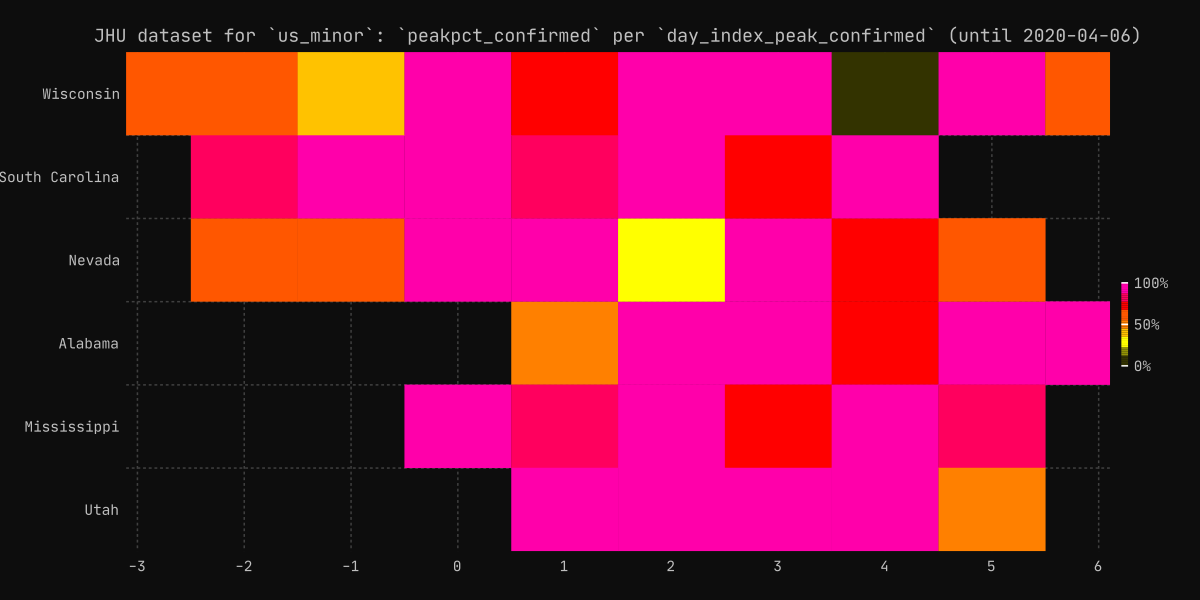 JHU dataset for `us_minor`: `peakpct_confirmed` per `day_index_peak_confirmed` (until 2020-04-06)
Wisconsin
South Carolina
Nevada
Alabama
Mississippi
Utah
100%
50%
0%
−3 −2 −1 0 1 2 3 4 5 6